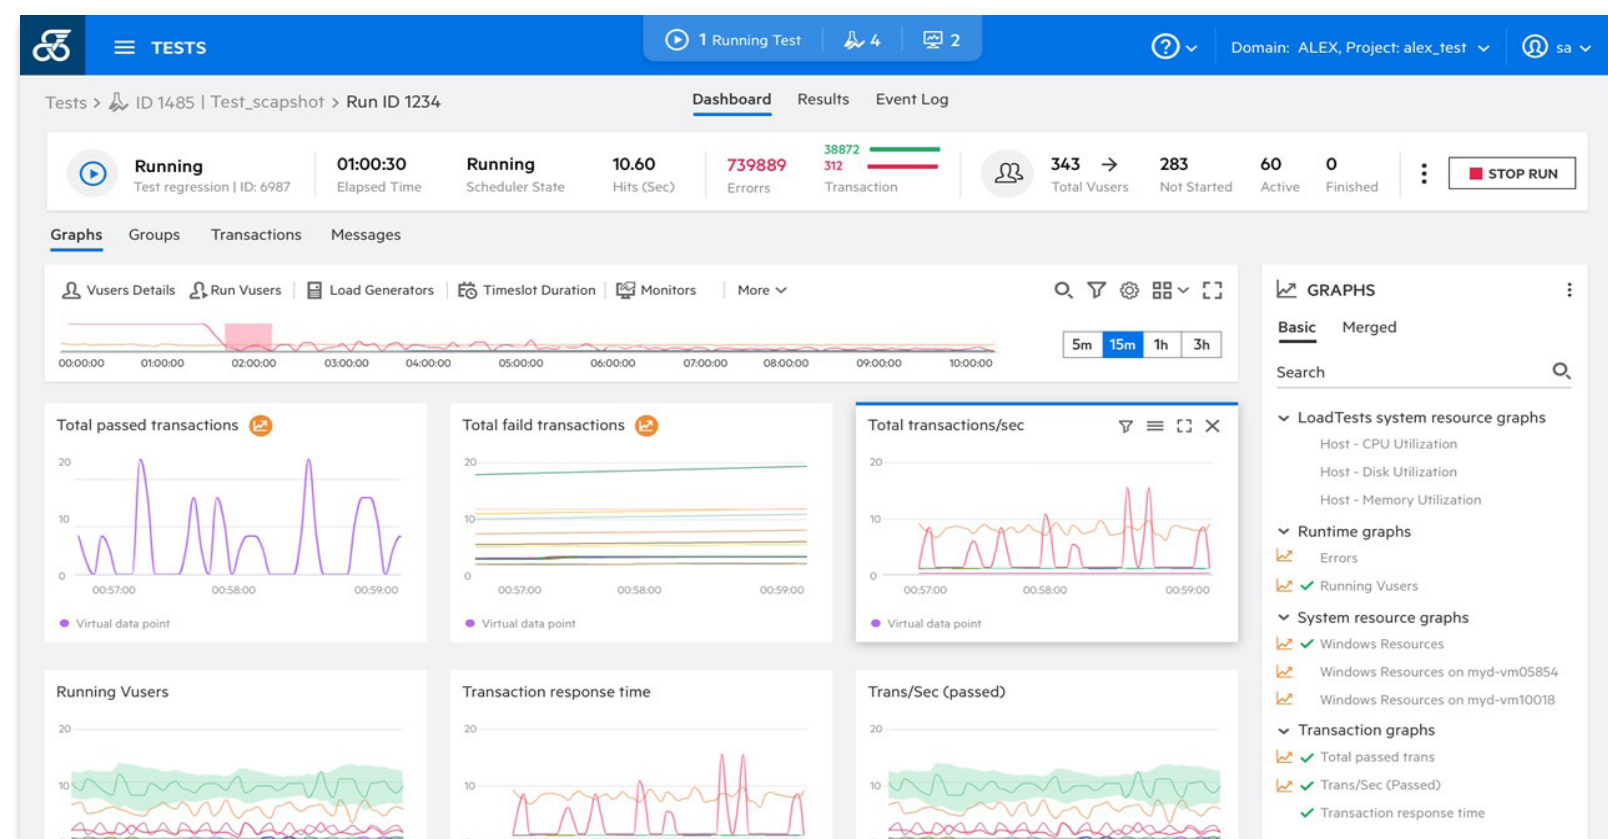 TESTS
1 Running Test 4 2
Domain: ALEX, Project: alex_test sa
Tests > ID 1485 | Test_scapshot > Run ID 1234
Dashboard Results Event Log
Running
Test regression | ID: 6987
01:00:30
Elapsed Time
Running
Scheduler State
10.60
Hits (Sec)
739889
Errorrs
38872
312
Transaction
343 → 
Total Vusers
283
Not Started
60
Active
0
Finished
STOP RUN
Graphs Groups Transactions Messages
Vusers Details Run Vusers Load Generators Timeslot Duration Monitors More
00:00:00 01:00:00 02:00:00 03:00:00 04:00:00 05:00:00 06:00:00 07:00:00 08:00:00 09:00:00 10:00:00
5m 15m 1h 3h
Total passed transactions
20
10
0
00:57:00 00:58:00 00:59:00
Virtual data point
Total faild transactions
20
10
0
00:57:00 00:58:00 00:59:00
Virtual data point
Total transactions/sec
20
10
0
00:57:00 00:58:00 00:59:00
Virtual data point
Running Vusers
20
10
Transaction response time
20
10
Trans/Sec (passed)
20
10
GRAPHS
Basic Merged
Search
LoadTests system resource graphs
Host - CPU Utilization
Host - Disk Utilization
Host - Memory Utilization
Runtime graphs
Errors
Running Vusers
System resource graphs
Windows Resources
Windows Resources on myd-vm05854
Windows Resources on myd-vm10018
Transaction graphs
Total passed trans
Trans/Sec (Passed)
Transaction response time